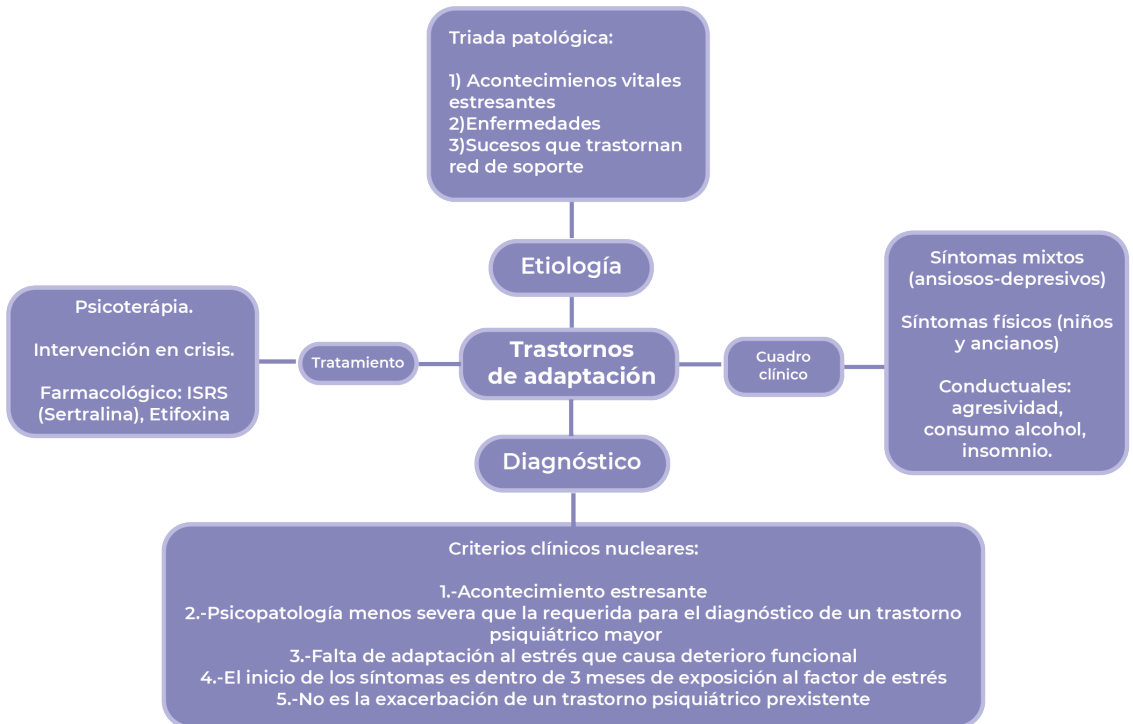 Triada patológica:
1) Acontecimienos vitales
estresantes
2)Enfermedades
3)Sucesos que trastornan
red de soporte
Etiología
Síntomas mixtos
(ansiosos-depresivos)
Síntomas físicos (niños
y ancianos)
Conductuales:
agresividad,
consumo alcohol,
insomnio.
Psicoterápia.
Intervención en crisis.
Farmacológico: ISRS
(Sertralina), Etifoxina
Tratamiento
Trastornos
de adaptación
Cuadro
clínico
Diagnóstico
Criterios clínicos nucleares:
1.-Acontecimiento estresante
2.-Psicopatología menos severa que la requerida para el diagnóstico de un trastorno
psiquiátrico mayor
3.-Falta de adaptación al estrés que causa deterioro funcional
4.-El inicio de los síntomas es dentro de 3 meses de exposición al factor de estrés
5.-No es la exacerbación de un trastorno psiquiátrico prexistente